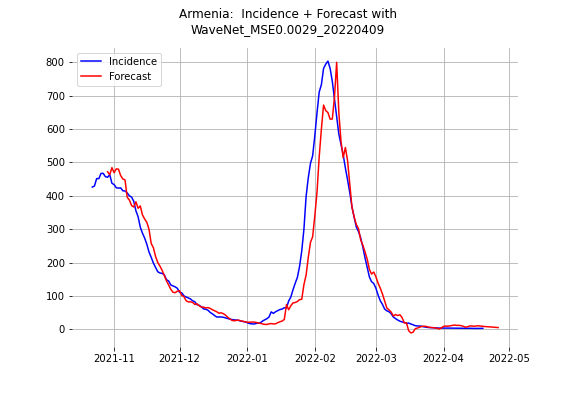 Armenia:  Incidence + Forecast with
WaveNet_MSE0.0029_20220409
Incidence
Forecast
800
700
600
500
400
300
200
100
0
2021-11 2021-12 2022-01 2022-02 2022-03 2022-04 2022-05